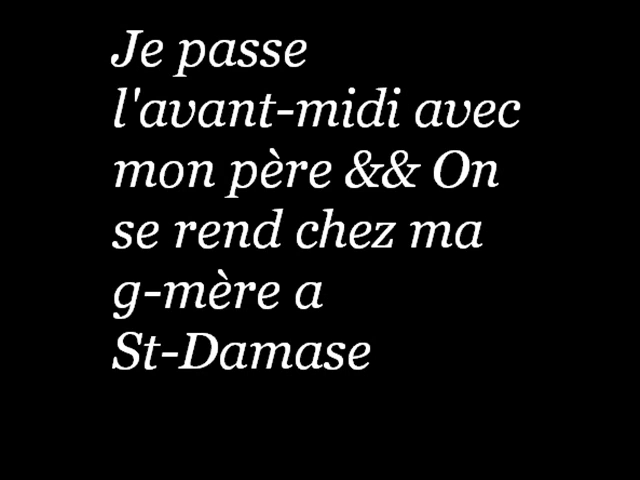 Je passe
l'avant-midi avec
mon père && On
se rend chez ma
g-mère a
St-Damase